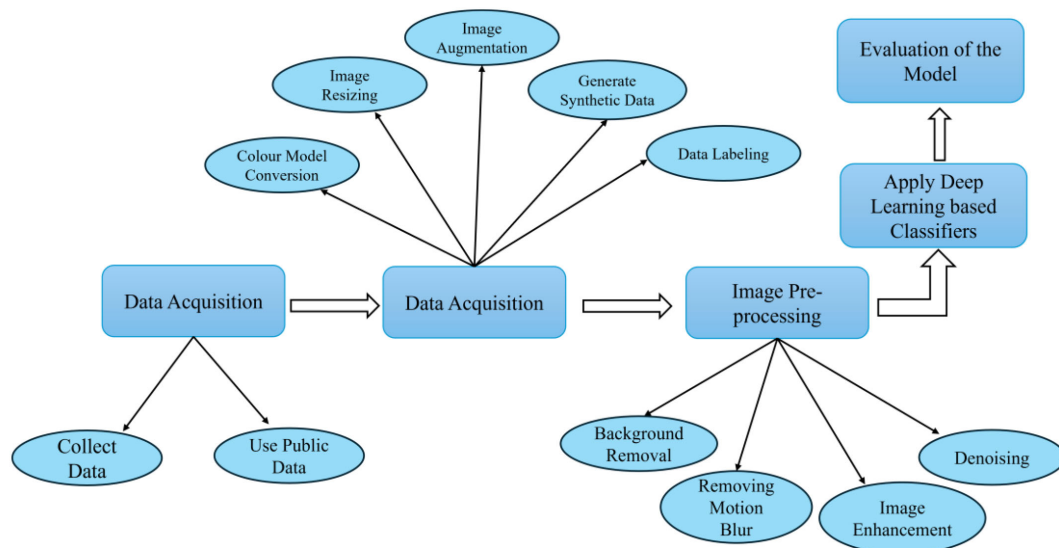 Image
Augmentation
Evaluation of the
Model
Image
Resizing
Generate
Synthetic Data
Colour Model
Conversion
Data Labeling
Apply Deep
Learning based
Classifiers
Data Acquisition
Data Acquisition
Image Pre-
processing
Collect
Data
Use Public
Data
Background
Removal
Removing
Motion
Blur
Image
Enhancement
Denoising